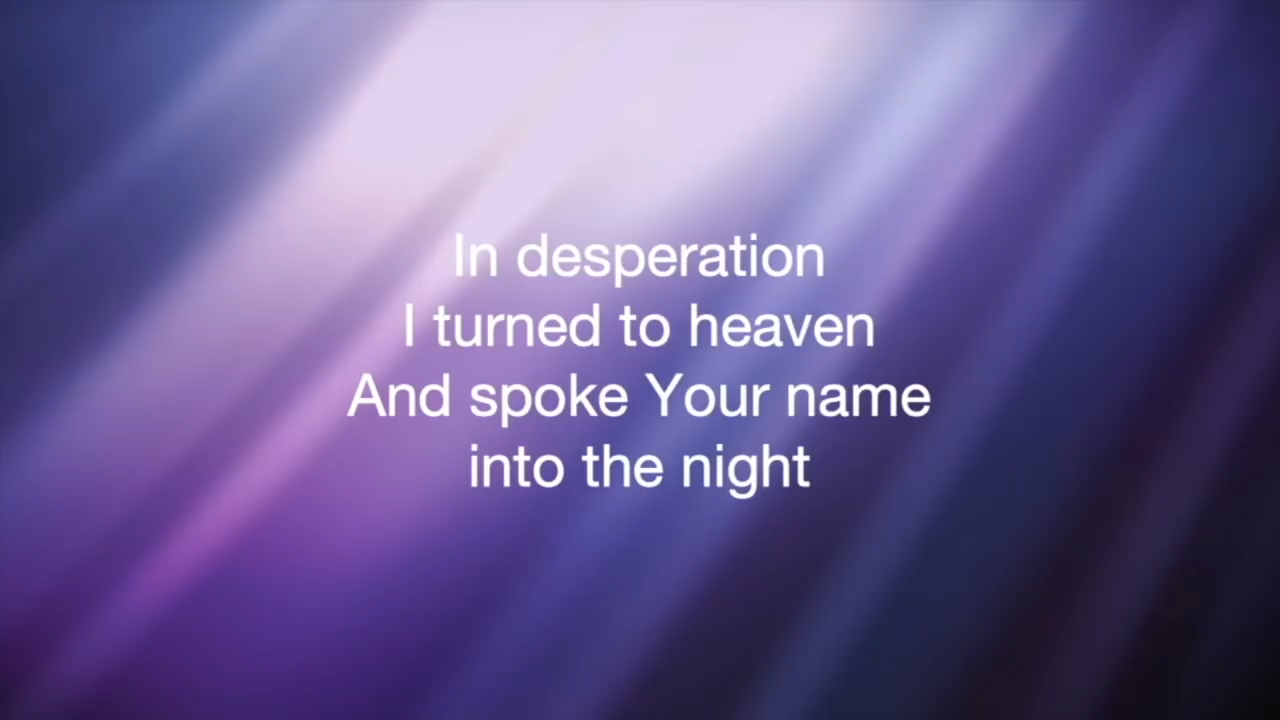 In desperation
I turned to heaven
And spoke Your name
into the night